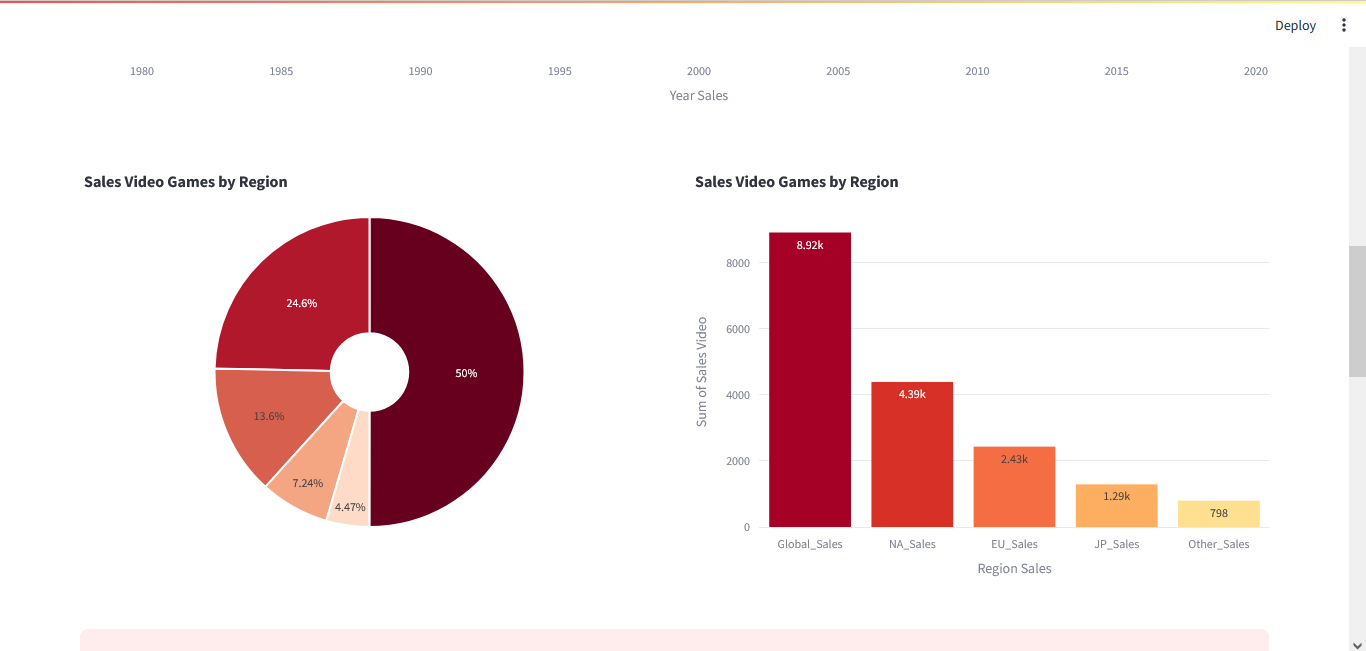 Deploy
1980 1985 1990 1995 2000 2005 2010 2015 2020
Year Sales
Sales Video Games by Region
24.6%
50%
13.6%
7.24%
4.47%
Sales Video Games by Region
Sum of Sales Video
8000
6000
4000
2000
0
8.92k
4.39k
2.43k
1.29k
798
Global_Sales NA_Sales EU_Sales JP_Sales Other_Sales
Region Sales